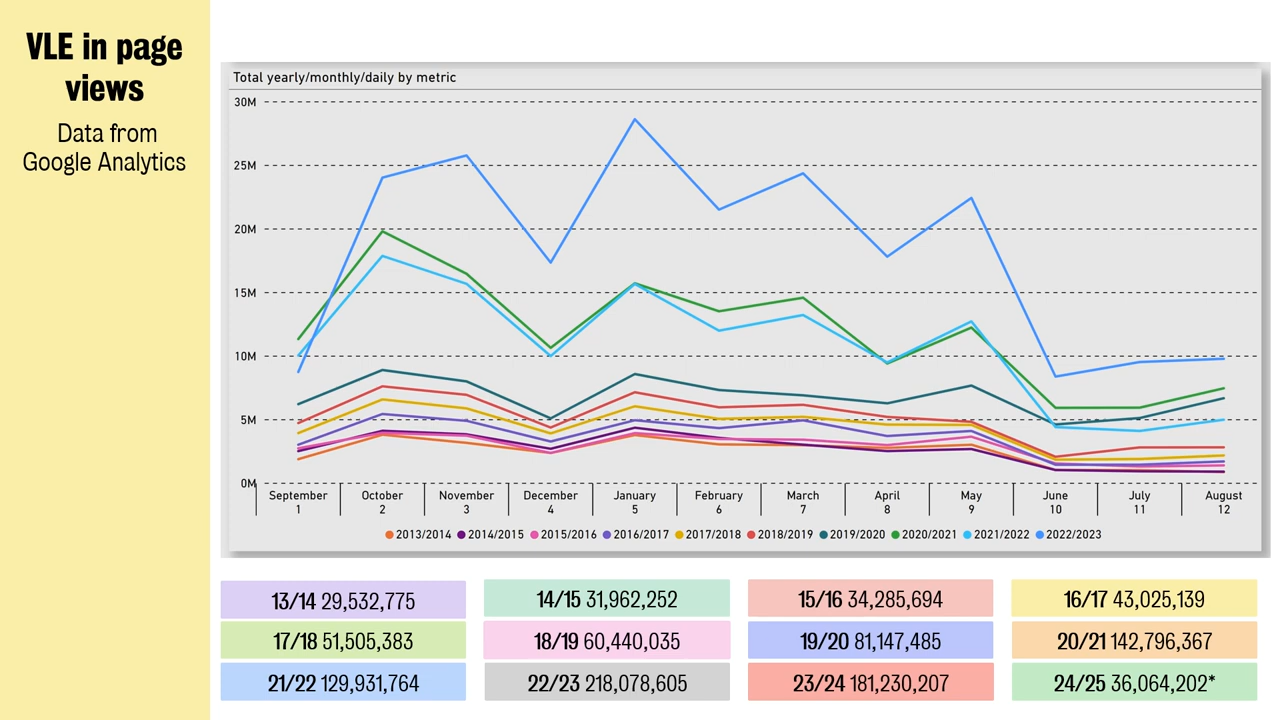 VLE in page
views
Data from
Google Analytics
Total yearly/monthly/daily by metric
30M
25M
20M
15M
10M
5M
0M
September October November December January February March April May June July August
1 2 3 4 5 6 7 8 9 10 11 12
2013/2014 2014/2015 2015/2016 2016/2017 2017/2018 2018/2019 2019/2020 2020/2021 2021/2022 2022/2023
13/14 29,532,775 14/15 31,962,252 15/16 34,285,694 16/17 43,025,139
17/18 51,505,383 18/19 60,440,035 19/20 81,147,485 20/21 142,796,367
21/22 129,931,764 22/23 218,078,605 23/24 181,230,207 24/25 36,064,202*